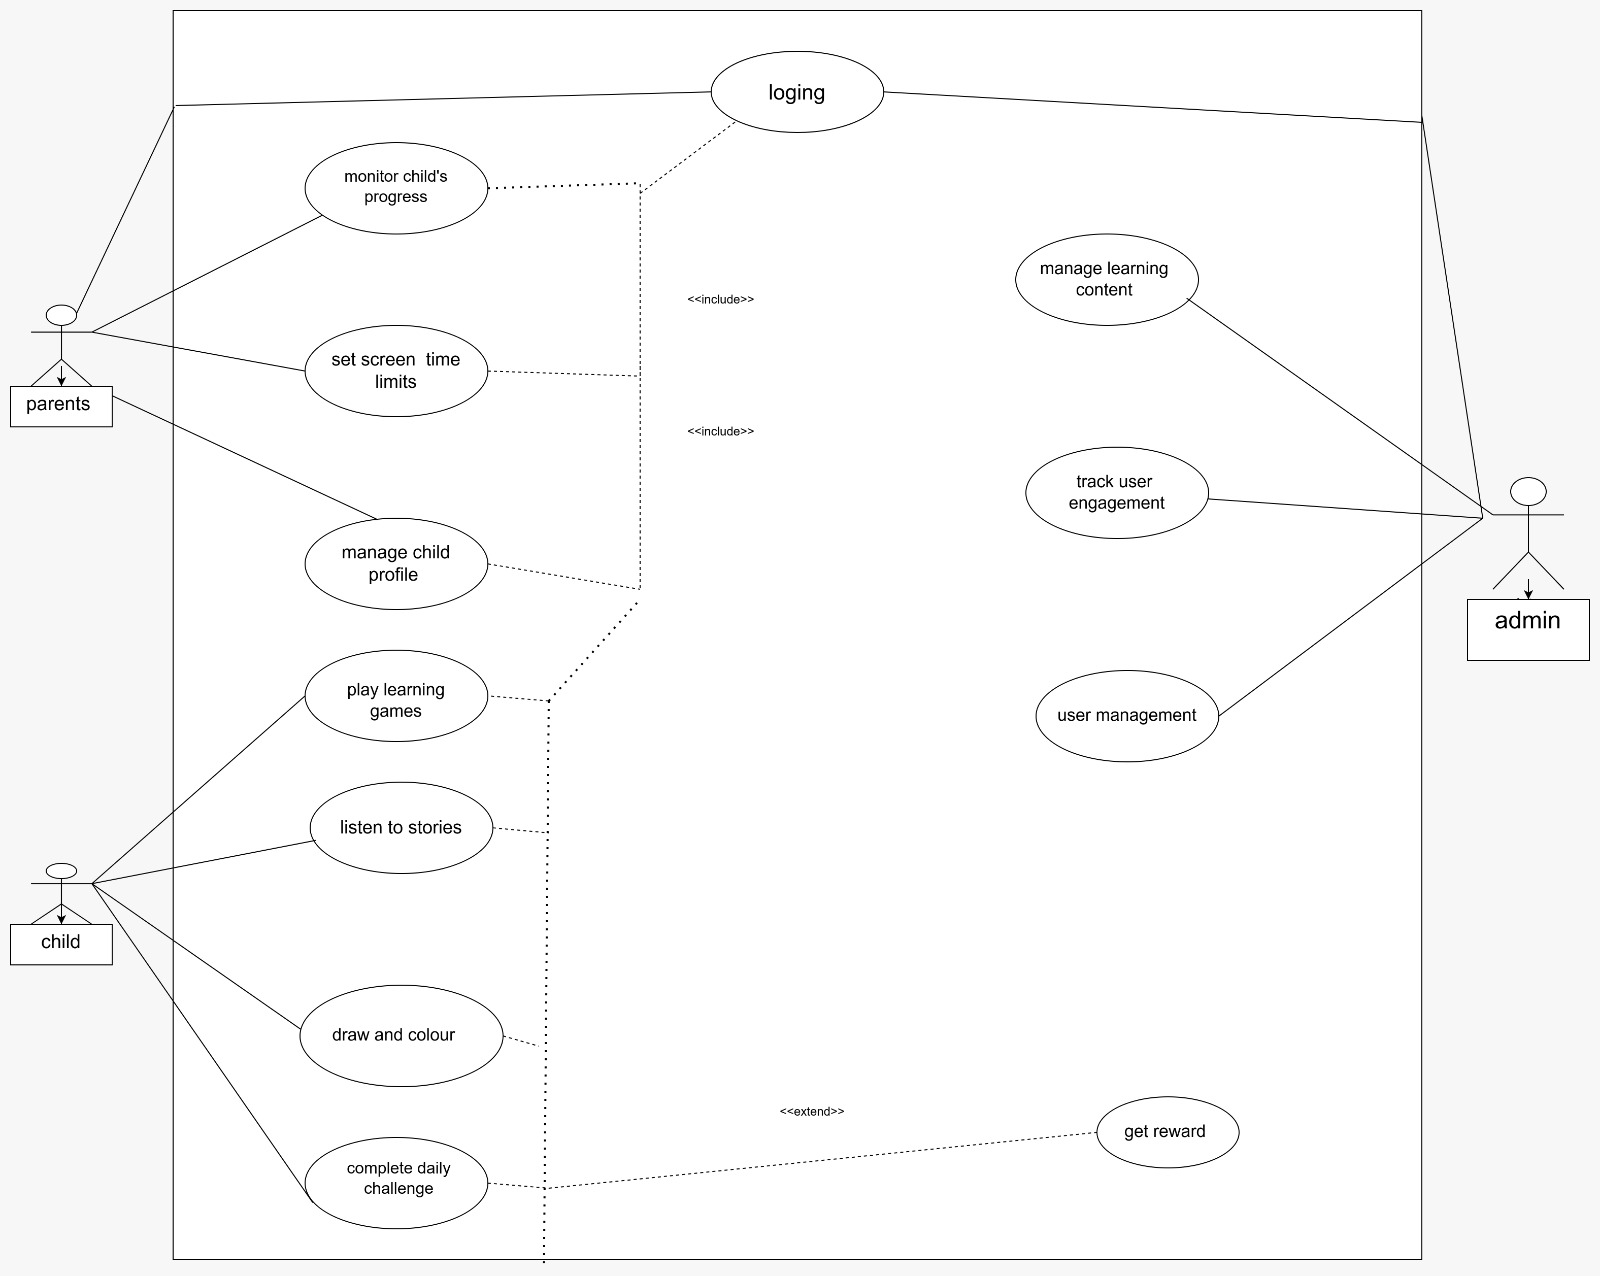 loging
monitor child's
progress
manage learning
content
<<include>>
set screen  time
limits
parents
<<include>>
track user
engagement
manage child
profile
admin
play learning
games
user management
listen to stories
child
draw and colour
<<extend>>
get reward
complete daily
challenge